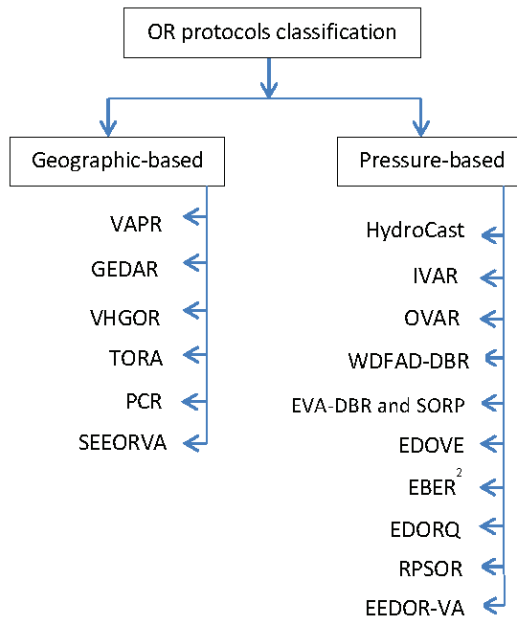 OR protocols classification
Geographic-based
VAPR
GEDAR
VHGOR
TORA
PCR
SEEORVA
Pressure-based
HydroCast
IVAR
OVAR
WDFAD-DBR
EVA-DBR and SORP
EDOVE
EBER²
EDORQ
RPSOR
EEDOR-VA